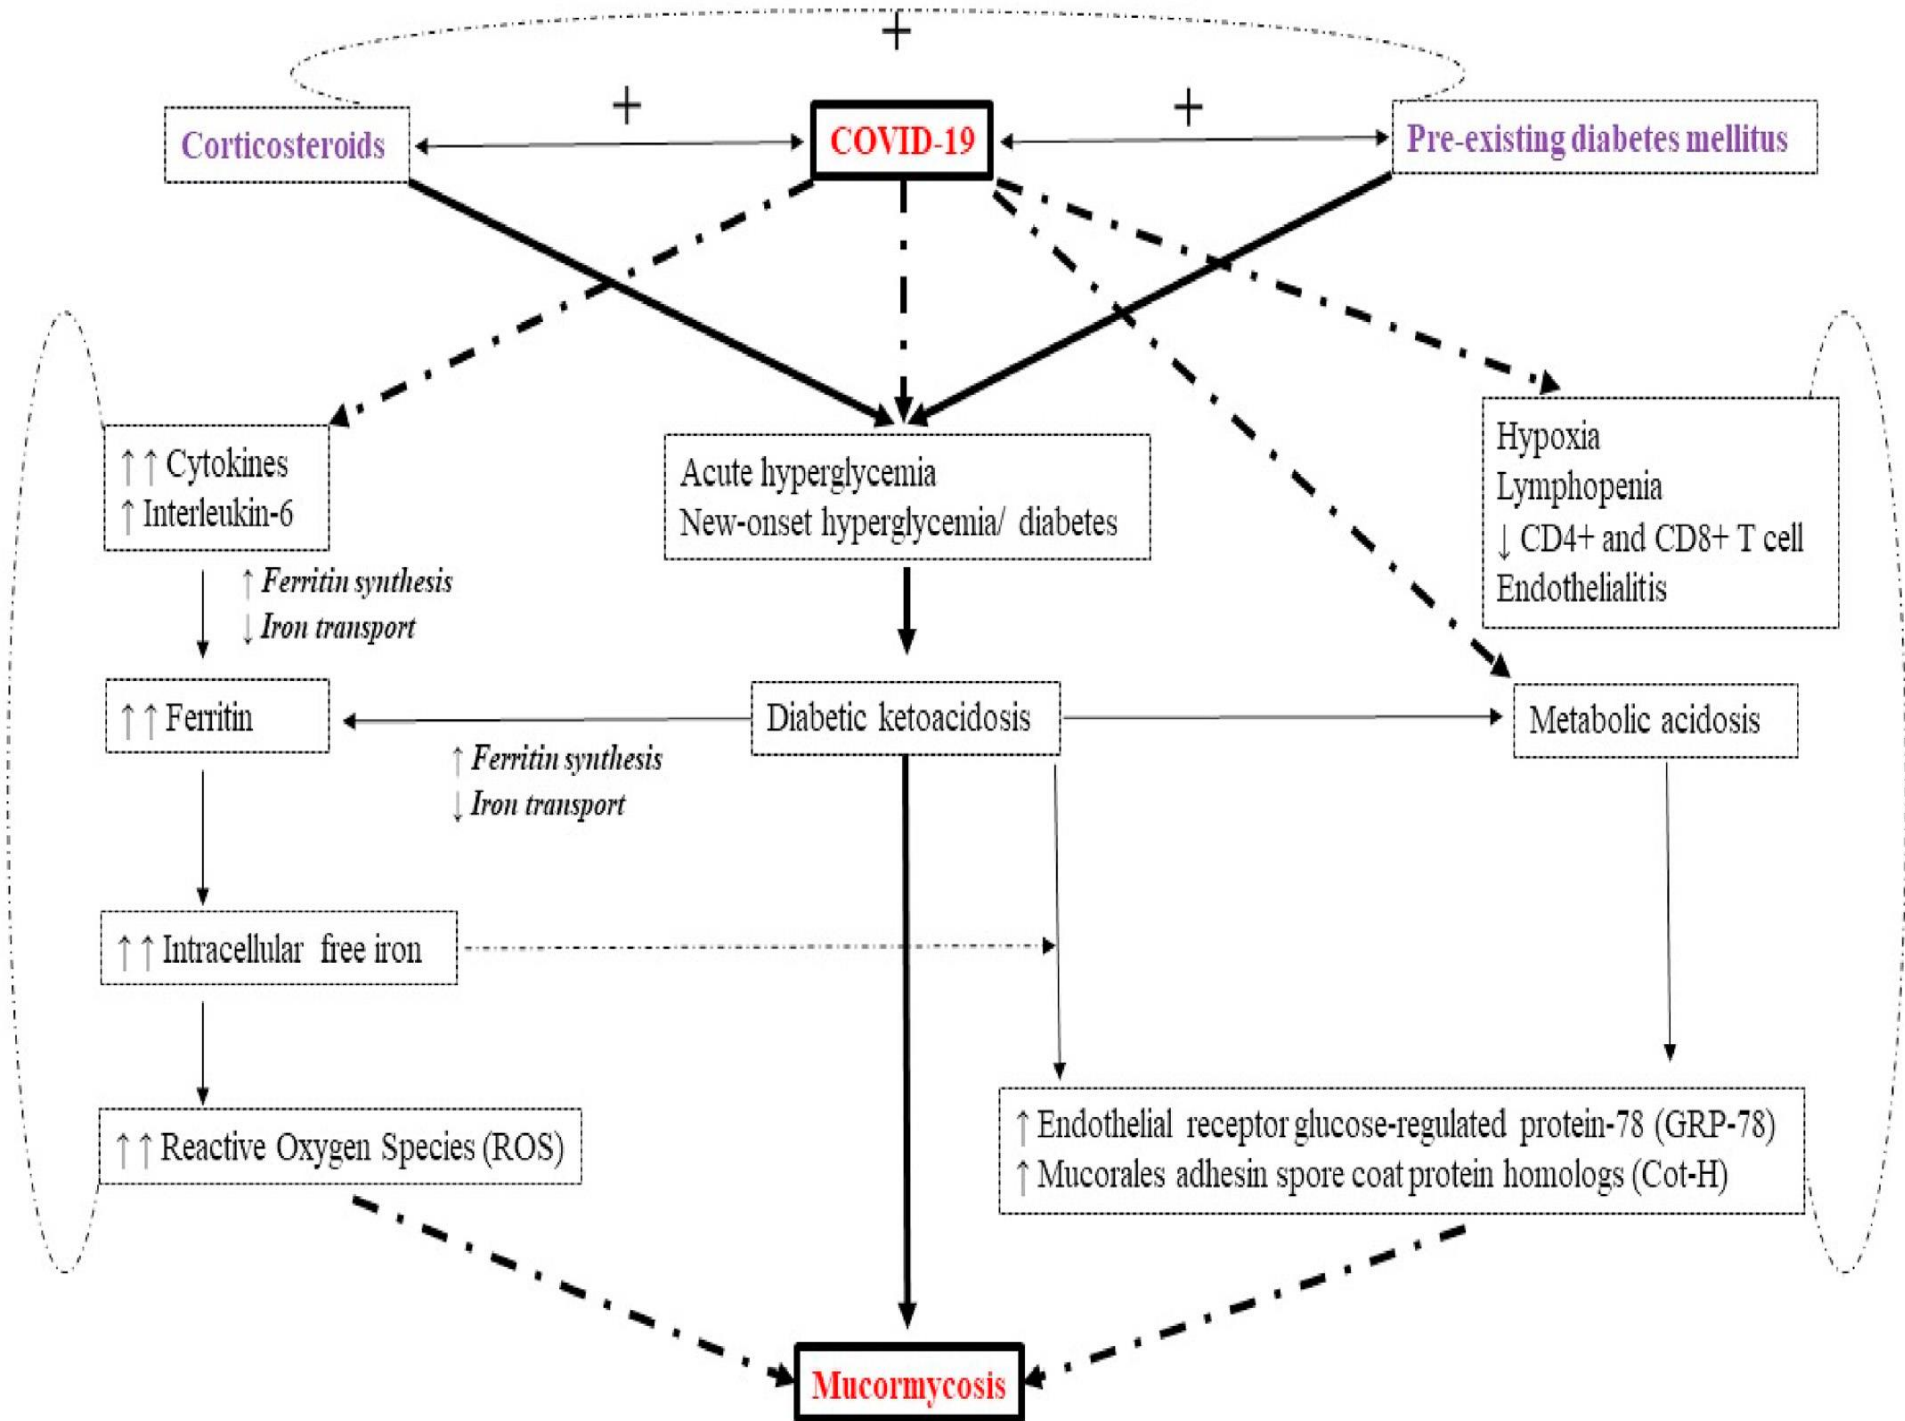 +
+
+
Corticosteroids
COVID-19
Pre-existing diabetes mellitus
↑↑ Cytokines
↑ Interleukin-6
Acute hyperglycemia
New-onset hyperglycemia/ diabetes
Hypoxia
Lymphopenia
↓ CD4+ and CD8+ T cell
Endothelialitis
↑ Ferritin synthesis
↓ Iron transport
↑↑ Ferritin
Diabetic ketoacidosis
Metabolic acidosis
↑ Ferritin synthesis
↓ Iron transport
↑↑ Intracellular free iron
↑↑ Reactive Oxygen Species (ROS)
↑ Endothelial receptor glucose-regulated protein-78 (GRP-78)
↑ Mucorales adhesin spore coat protein homologs (Cot-H)
Mucormycosis